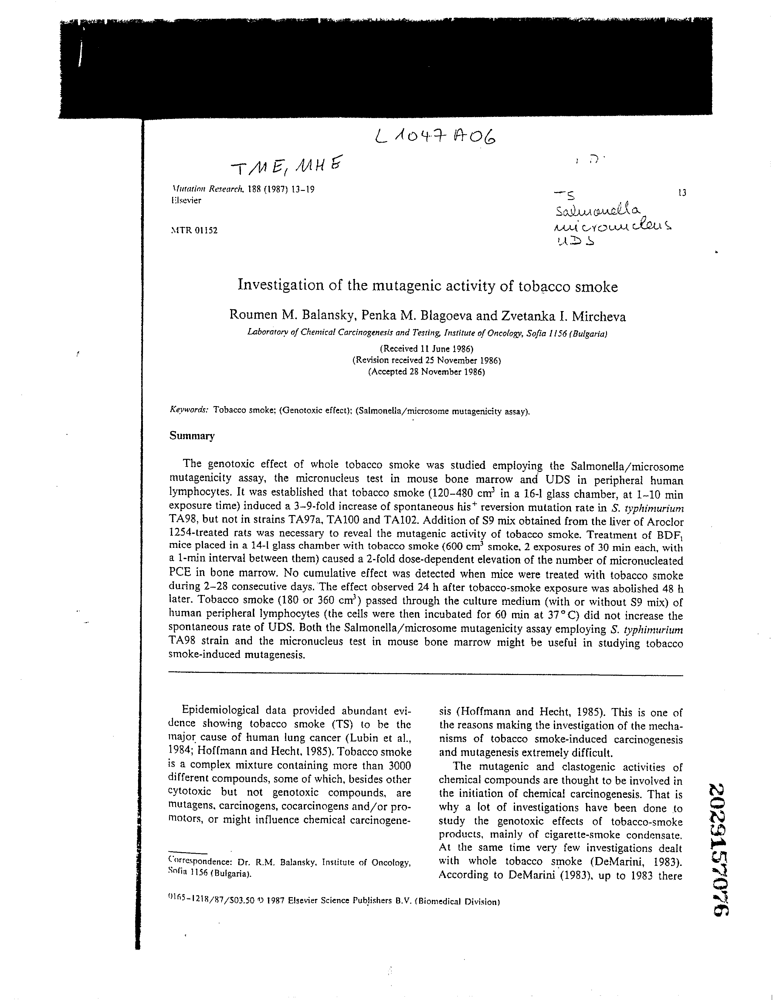 L 1047 A06
TME, MHE
Mutation Research, 188 (1987) 13-19
Elsevier
13
TS
Salmonella
micronucleus
UDS
MTR 01152
Investigation of the mutagenic activity of tobacco smoke
Roumen M. Balansky, Penka M. Blagoeva and Zvetanka I. Mircheva
Laboratory of Chemical Carcinogenesis and Testing, Institute of Oncology, Sofia 1156 (Bulgaria)
(Received 11 June 1986)
(Revision received 25 November 1986)
(Accepted 28 November 1986)
Keywords: Tobacco smoke; (Genotoxic effect); (Salmonella/microsome mutagenicity assay).
Summary
The genotoxic effect of whole tobacco smoke was studied employing the Salmonella/microsome
mutagenicity assay, the micronucleus test in mouse bone marrow and UDS in peripheral human
lymphocytes. It was established that tobacco smoke (120–480 cm³ in a 16-l glass chamber, at 1–10 min
exposure time) induced a 3–9-fold increase of spontaneous his⁺ reversion mutation rate in S. typhimurium
TA98, but not in strains TA97a, TA100 and TA102. Addition of S9 mix obtained from the liver of Aroclor
1254-treated rats was necessary to reveal the mutagenic activity of tobacco smoke. Treatment of BDF₁
mice placed in a 14-l glass chamber with tobacco smoke (600 cm³ smoke, 2 exposures of 30 min each, with
a 1-min interval between them) caused a 2-fold dose-dependent elevation of the number of micronucleated
PCE in bone marrow. No cumulative effect was detected when mice were treated with tobacco smoke
during 2–28 consecutive days. The effect observed 24 h after tobacco-smoke exposure was abolished 48 h
later. Tobacco smoke (180 or 360 cm³) passed through the culture medium (with or without S9 mix) of
human peripheral lymphocytes (the cells were then incubated for 60 min at 37°C) did not increase the
spontaneous rate of UDS. Both the Salmonella/microsome mutagenicity assay employing S. typhimurium
TA98 strain and the micronucleus test in mouse bone marrow might be useful in studying tobacco
smoke-induced mutagenesis.
Epidemiological data provided abundant evi-
dence showing tobacco smoke (TS) to be the
major cause of human lung cancer (Lubin et al.,
1984; Hoffmann and Hecht, 1985). Tobacco smoke
is a complex mixture containing more than 3000
different compounds, some of which, besides other
cytotoxic but not genotoxic compounds, are
mutagens, carcinogens, cocarcinogens and/or pro-
motors, or might influence chemical carcinogene-
Correspondence: Dr. R.M. Balansky, Institute of Oncology,
Sofia 1156 (Bulgaria).
sis (Hoffmann and Hecht, 1985). This is one of
the reasons making the investigation of the mecha-
nisms of tobacco smoke-induced carcinogenesis
and mutagenesis extremely difficult.
The mutagenic and clastogenic activities of
chemical compounds are thought to be involved in
the initiation of chemical carcinogenesis. That is
why a lot of investigations have been done to
study the genotoxic effects of tobacco-smoke
products, mainly of cigarette-smoke condensate.
At the same time very few investigations dealt
with whole tobacco smoke (DeMarini, 1983).
According to DeMarini (1983), up to 1983 there
0165-1218/87/$03.50 © 1987 Elsevier Science Publishers B.V. (Biomedical Division)
2029157076